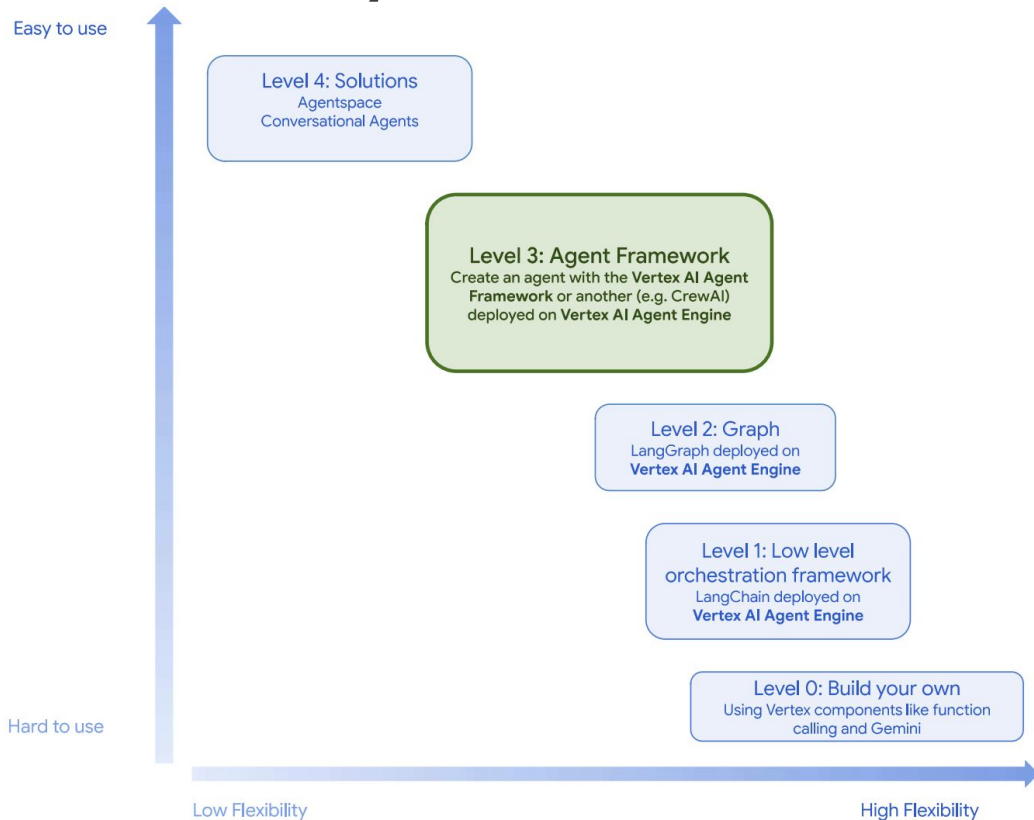 Easy to use
Level 4: Solutions
Agentspace
Conversational Agents
Level 3: Agent Framework
Create an agent with the Vertex AI Agent
Framework or another (e.g. CrewAI)
deployed on Vertex AI Agent Engine
Level 2: Graph
LangGraph deployed on
Vertex AI Agent Engine
Level 1: Low level
orchestration framework
LangChain deployed on
Vertex AI Agent Engine
Level 0: Build your own
Using Vertex components like function
calling and Gemini
Hard to use
Low Flexibility
High Flexibility